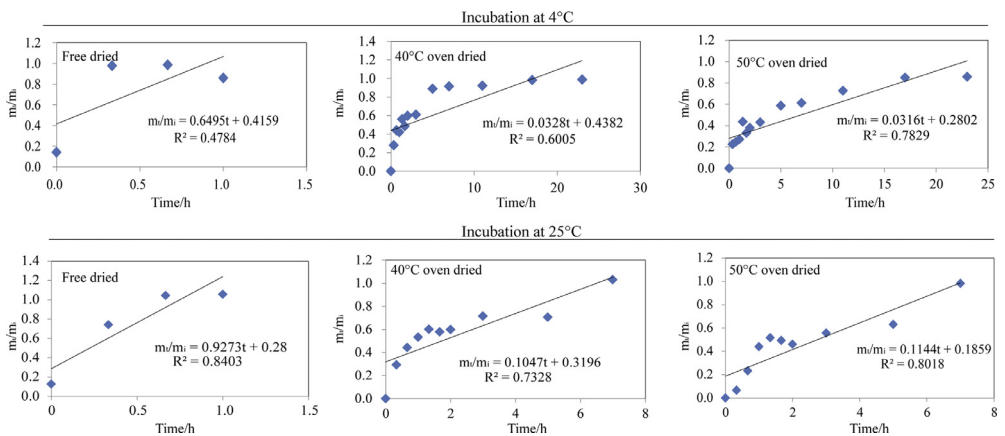 Incubation at 4°C
Free dried
mₜ/mᵢ = 0.6495t + 0.4159
R² = 0.4784
mₜ/mᵢ
0.0
0.2
0.4
0.6
0.8
1.0
1.2
0.0 0.5 1.0 1.5
Time/h
40°C oven dried
mₜ/mᵢ = 0.0328t + 0.4382
R² = 0.6005
mₜ/mᵢ
0.0
0.2
0.4
0.6
0.8
1.0
1.2
1.4
0 10 20 30
Time/h
50°C oven dried
mₜ/mᵢ = 0.0316t + 0.2802
R² = 0.7829
mₜ/mᵢ
0.0
0.2
0.4
0.6
0.8
1.0
1.2
0 5 10 15 20 25
Time/h
Incubation at 25°C
Free dried
mₜ/mᵢ = 0.9273t + 0.28
R² = 0.8403
mₜ/mᵢ
0.0
0.2
0.4
0.6
0.8
1.0
1.2
1.4
0.0 0.5 1.0 1.5
Time/h
40°C oven dried
mₜ/mᵢ = 0.1047t + 0.3196
R² = 0.7328
mₜ/mᵢ
0.0
0.2
0.4
0.6
0.8
1.0
1.2
0 2 4 6 8
Time/h
50°C oven dried
mₜ/mᵢ = 0.1144t + 0.1859
R² = 0.8018
mₜ/mᵢ
0.0
0.2
0.4
0.6
0.8
1.0
1.2
0 2 4 6 8
Time/h